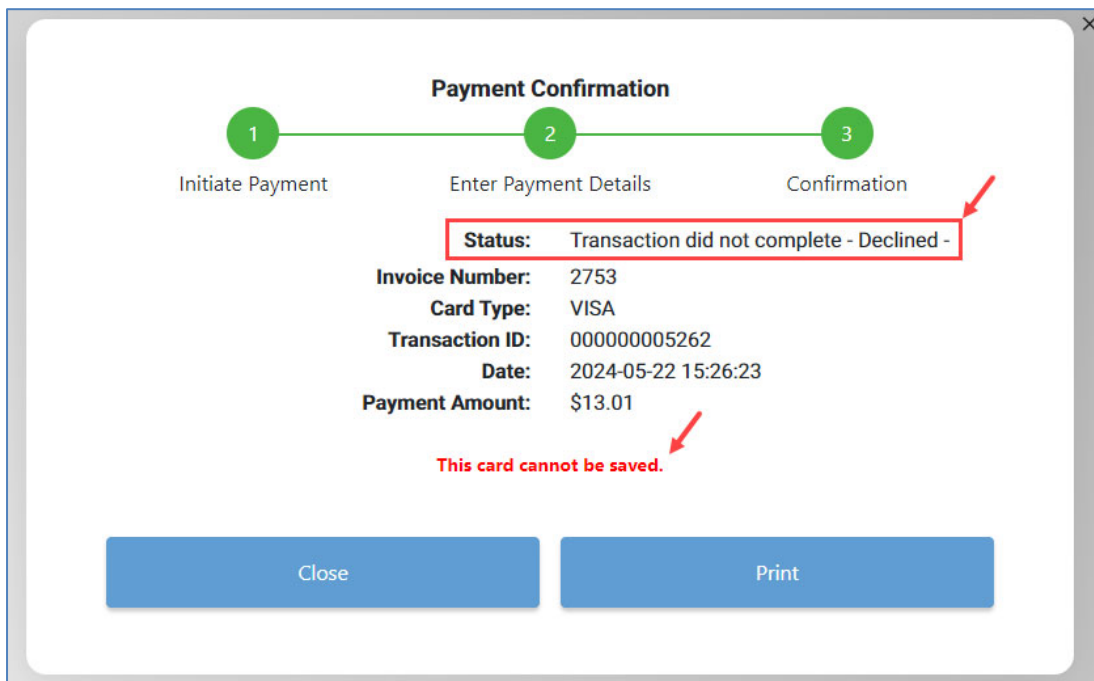 ×
Payment Confirmation
1 2 3
Initiate Payment Enter Payment Details Confirmation
Status: Transaction did not complete - Declined -
Invoice Number: 2753
Card Type: VISA
Transaction ID: 000000005262
Date: 2024-05-22 15:26:23
Payment Amount: $13.01
This card cannot be saved.
Close Print